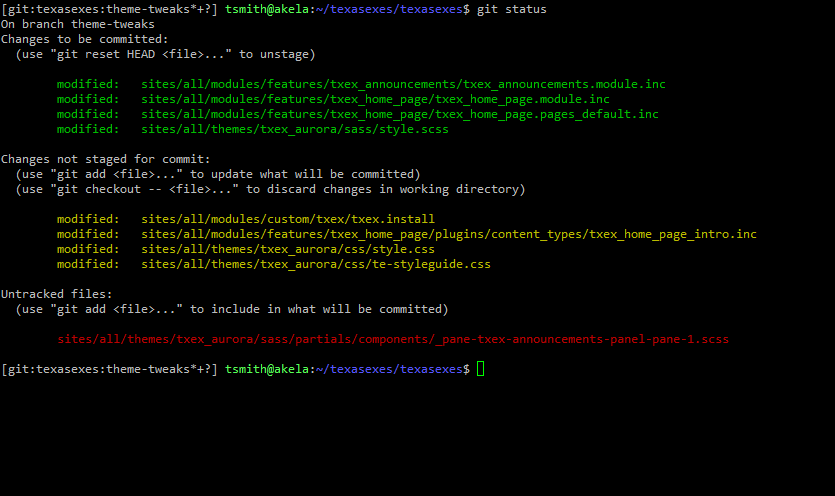 [git:texasexes:theme-tweaks*+?] tsmith@akela:~/texasexes/texasexes$ git status
On branch theme-tweaks
Changes to be committed:
  (use "git reset HEAD <file>..." to unstage)
        modified:   sites/all/modules/features/txex_announcements/txex_announcements.module.inc
        modified:   sites/all/modules/features/txex_home_page/txex_home_page.module.inc
        modified:   sites/all/modules/features/txex_home_page/txex_home_page.pages_default.inc
        modified:   sites/all/themes/txex_aurora/sass/style.scss
Changes not staged for commit:
  (use "git add <file>..." to update what will be committed)
  (use "git checkout -- <file>..." to discard changes in working directory)
        modified:   sites/all/modules/custom/txex/txex.install
        modified:   sites/all/modules/features/txex_home_page/plugins/content_types/txex_home_page_intro.inc
        modified:   sites/all/themes/txex_aurora/css/style.css
        modified:   sites/all/themes/txex_aurora/css/te-styleguide.css
Untracked files:
  (use "git add <file>..." to include in what will be committed)
        sites/all/themes/txex_aurora/sass/partials/components/_pane-txex-announcements-panel-pane-1.scss
[git:texasexes:theme-tweaks*+?] tsmith@akela:~/texasexes/texasexes$